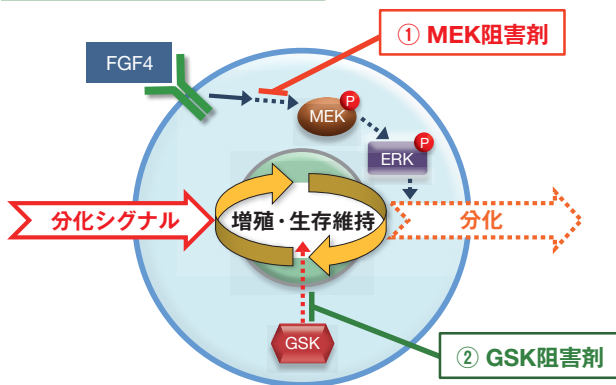 ① MEK阻害剤
FGF4
P
MEK
P
ERK
分化シグナル
増殖・生存維持
分化
GSK
② GSK阻害剤